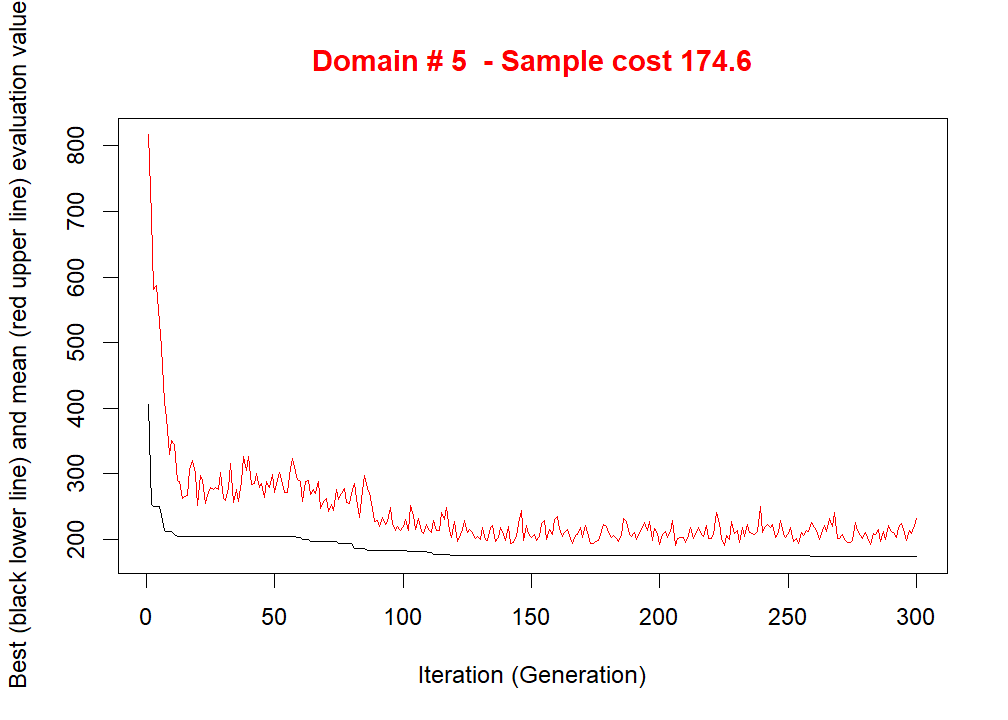 Domain # 5  - Sample cost 174.6
Best (black lower line) and mean (red upper line) evaluation value
800
700
600
500
400
300
200
0 50 100 150 200 250 300
Iteration (Generation)